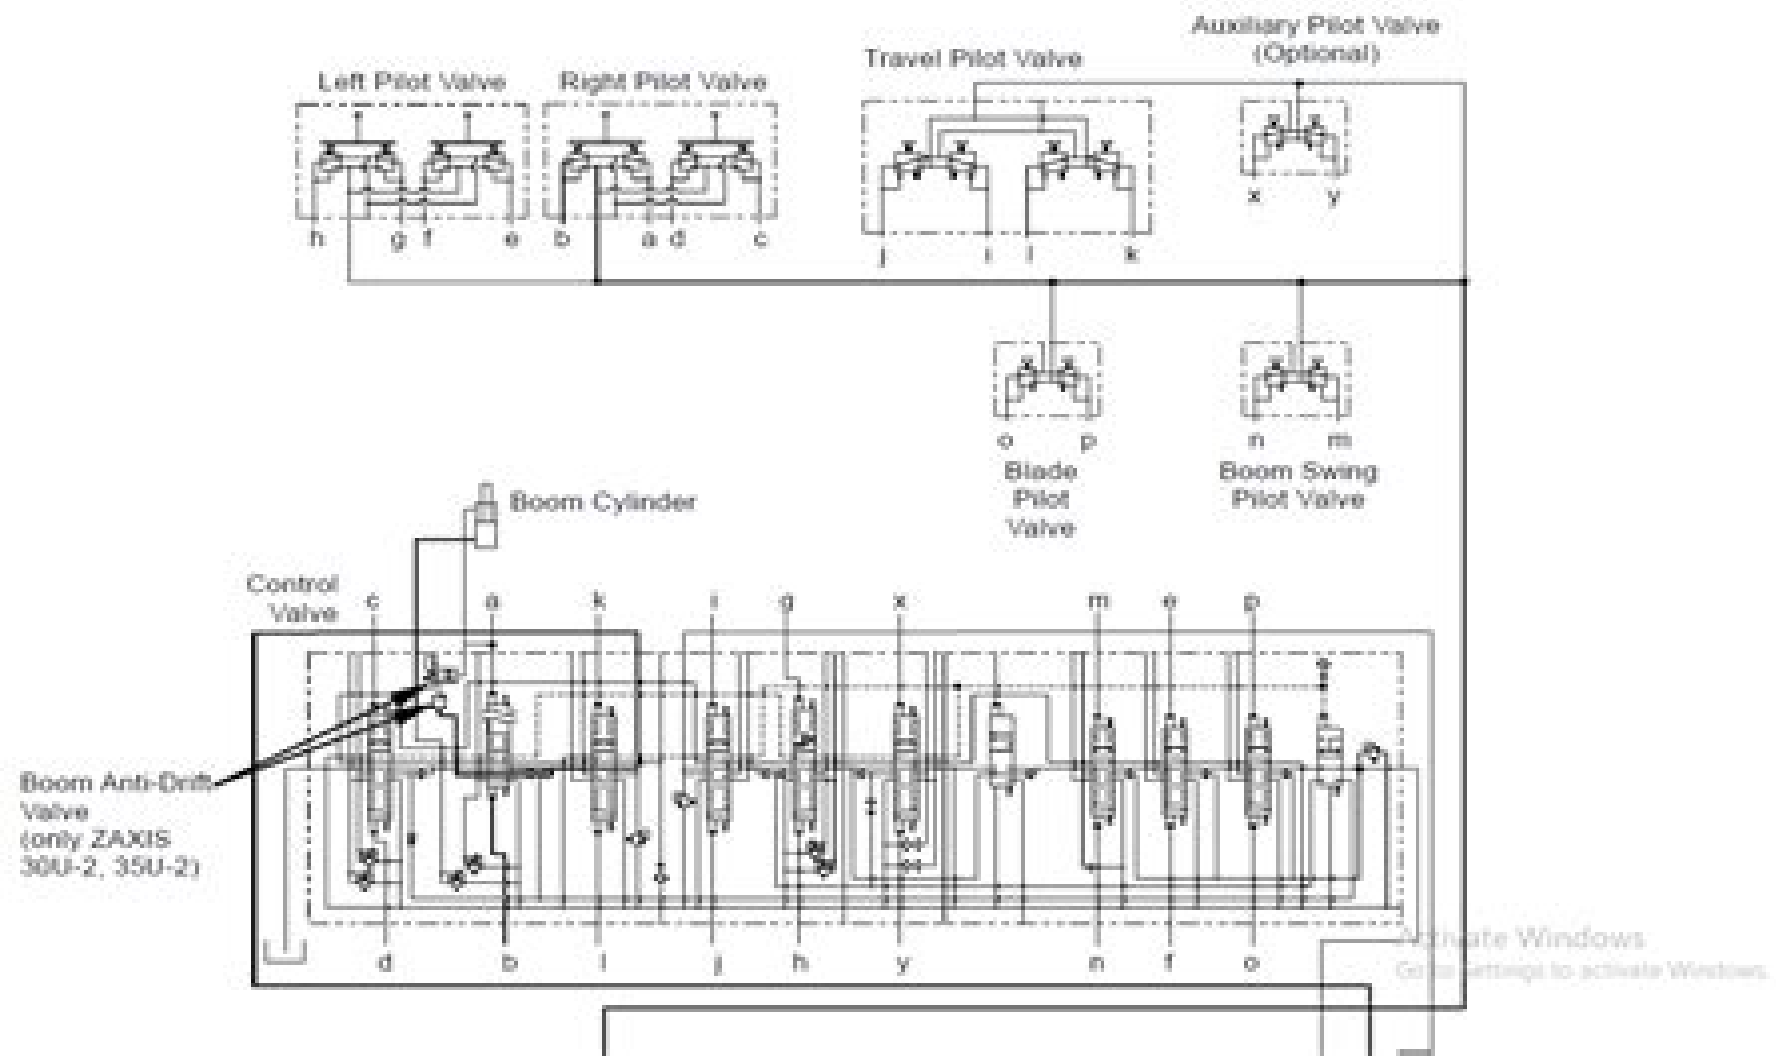 Auxiliary Pilot Valve
(Optional)
Travel Pilot Valve
Left Pilot Valve
Right Pilot Valve
x y
h g f e b a d c
j i l k
o p
n m
Blade
Pilot
Valve
Boom Swing
Pilot Valve
Boom Cylinder
Control
Valve
c a k i g x m e p
Boom Anti-Drift
Valve
(only ZAXIS
30U-2, 35U-2)
d b l j h y n f o
Activate Windows
Go to Settings to activate Windows.